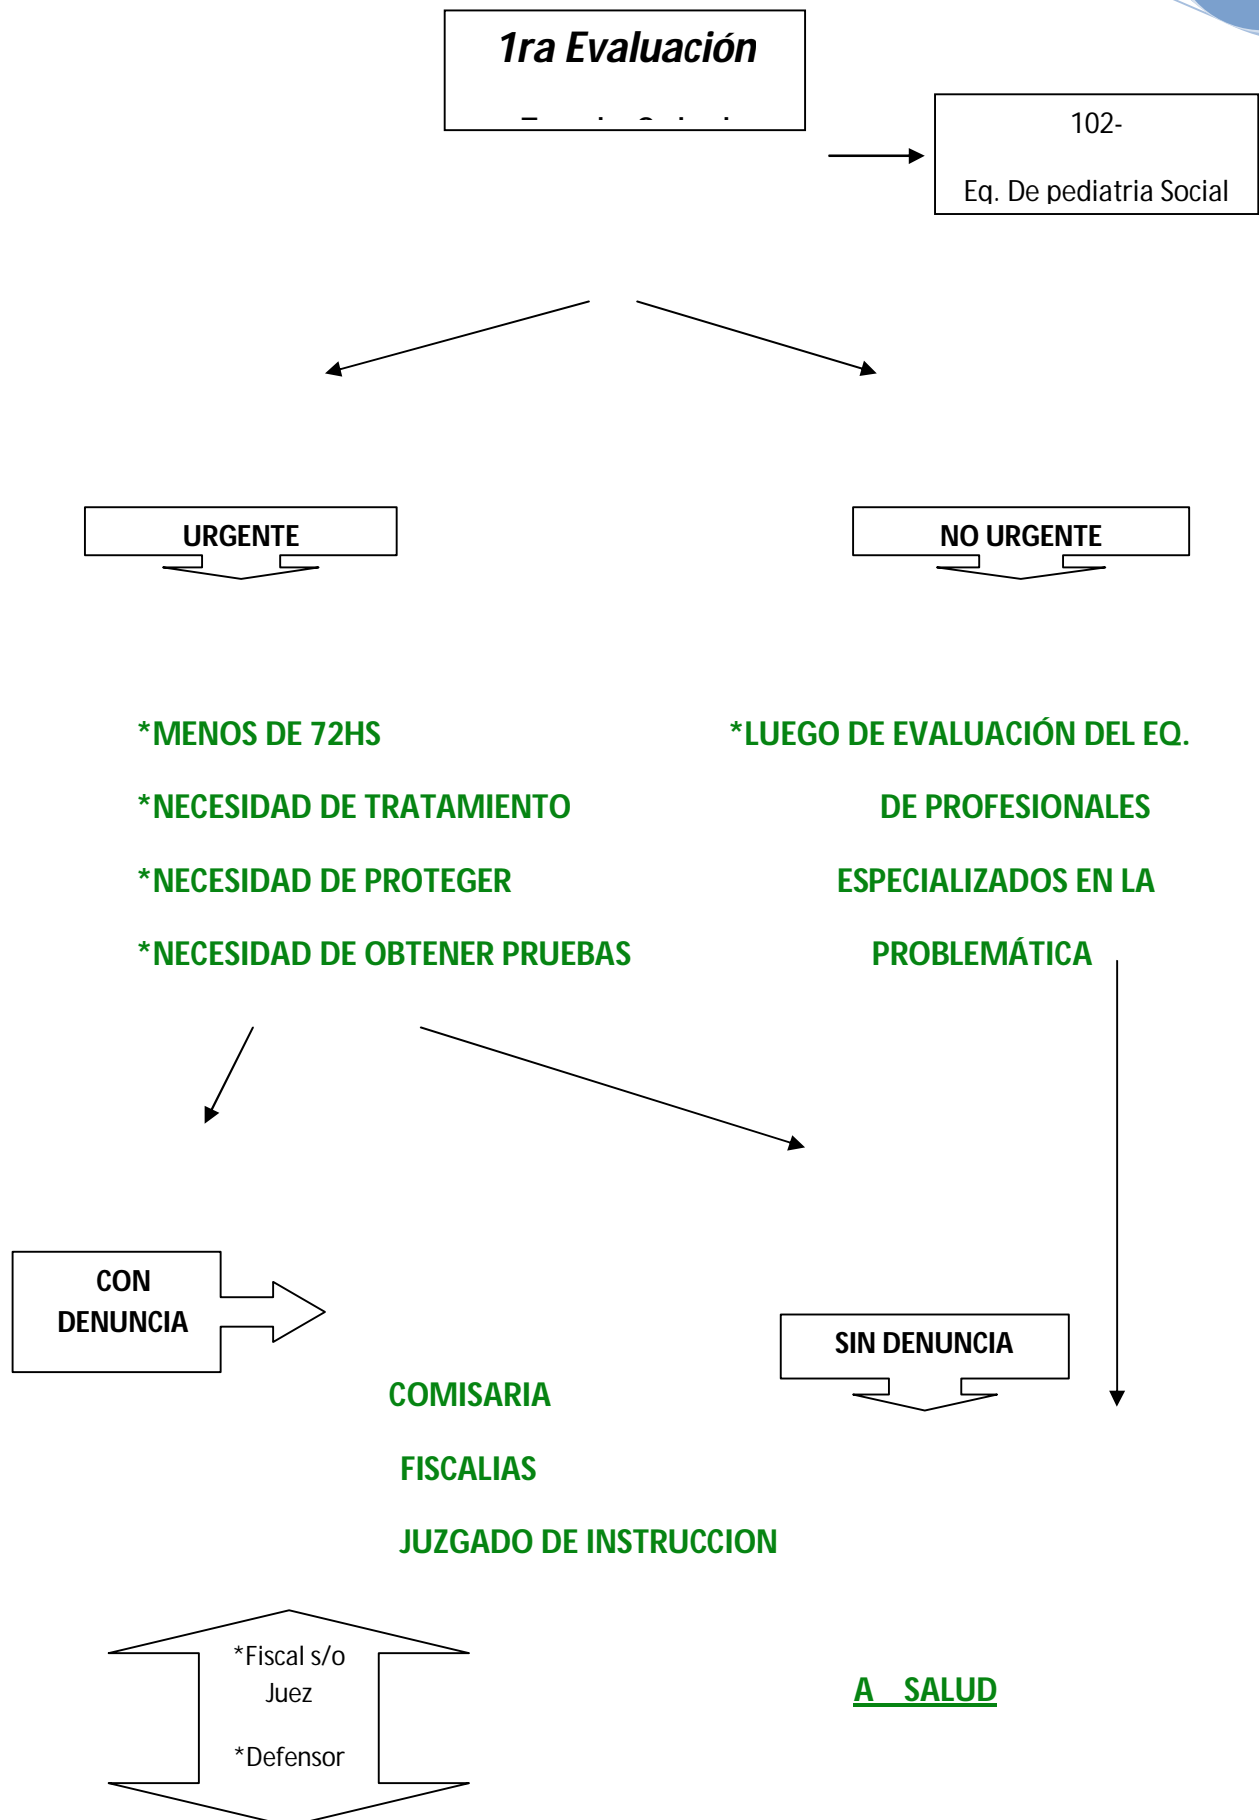 1ra Evaluación
102-
Eq. De pediatria Social
URGENTE
NO URGENTE
*MENOS DE 72HS
*NECESIDAD DE TRATAMIENTO
*NECESIDAD DE PROTEGER
*NECESIDAD DE OBTENER PRUEBAS
*LUEGO DE EVALUACIÓN DEL EQ.
DE PROFESIONALES
ESPECIALIZADOS EN LA
PROBLEMÁTICA
CON
DENUNCIA
SIN DENUNCIA
COMISARIA
FISCALIAS
JUZGADO DE INSTRUCCION
*Fiscal s/o
Juez
*Defensor
A SALUD